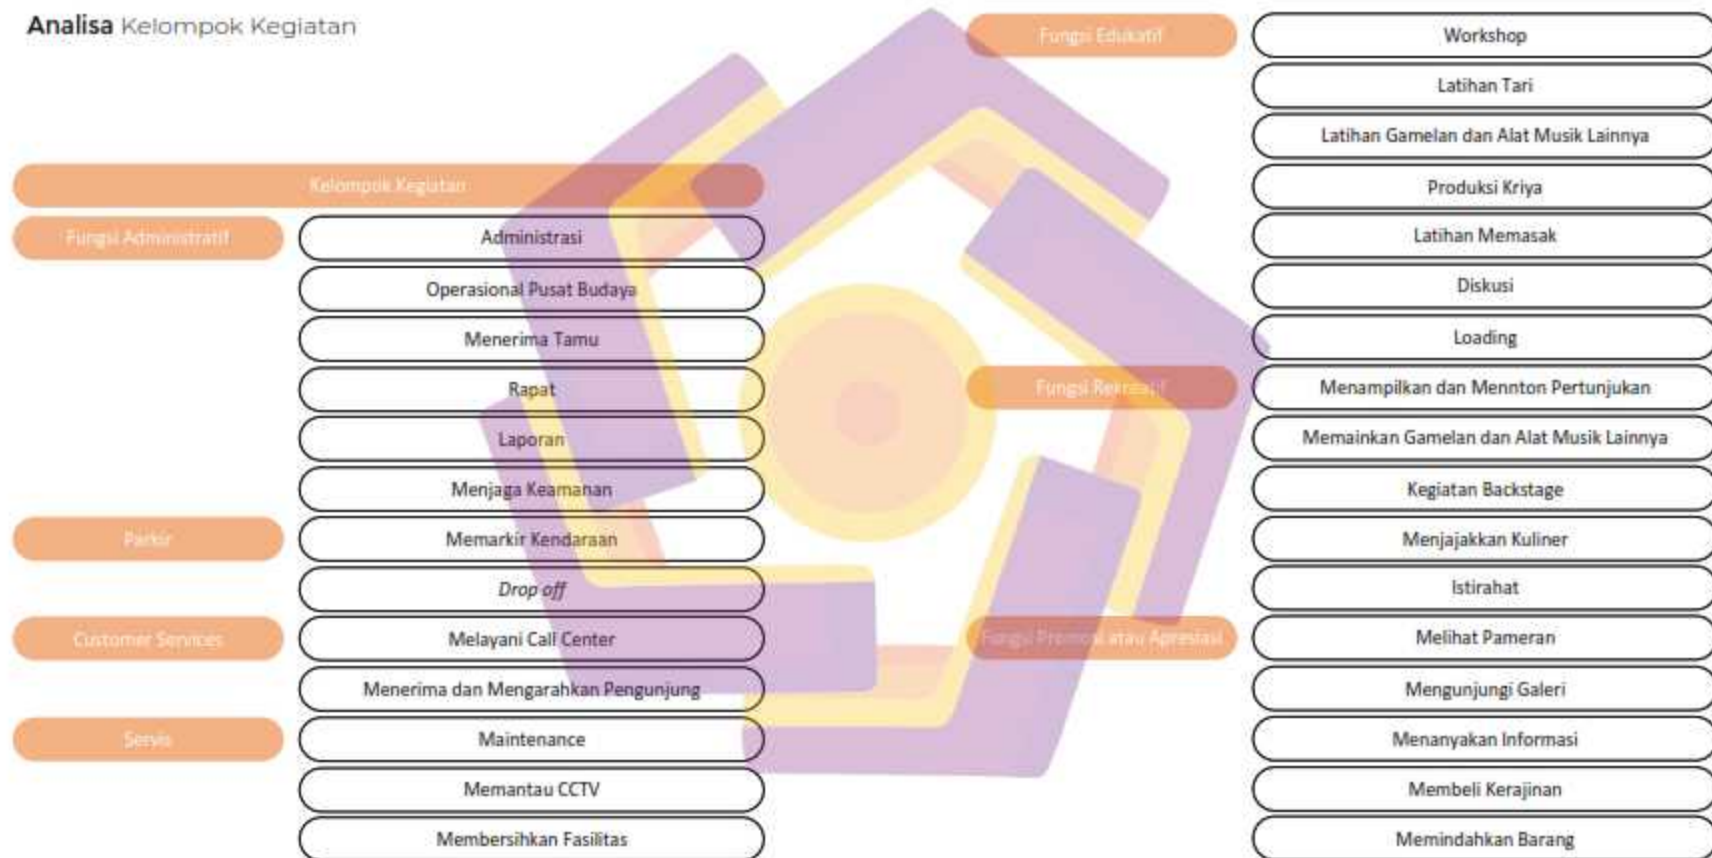 Analisa Kelompok Kegiatan
Kelompok Kegiatan
Fungsi Administratif
Administrasi
Operasional Pusat Budaya
Menerima Tamu
Rapat
Laporan
Menjaga Keamanan
Parkir
Memarkir Kendaraan
Drop off
Customer Services
Melayani Call Center
Menerima dan Mengarahkan Pengunjung
Servis
Maintenance
Memantau CCTV
Membersihkan Fasilitas
Fungsi Edukatif
Workshop
Latihan Tari
Latihan Gamelan dan Alat Musik Lainnya
Produksi Kriya
Latihan Memasak
Diskusi
Loading
Fungsi Rekreatif
Menampilkan dan Mennton Pertunjukan
Memainkan Gamelan dan Alat Musik Lainnya
Kegiatan Backstage
Menjajakkan Kuliner
Istirahat
Fungsi Promosi atau Apresiasi
Melihat Pameran
Mengunjungi Galeri
Menanyakan Informasi
Membeli Kerajinan
Memindahkan Barang